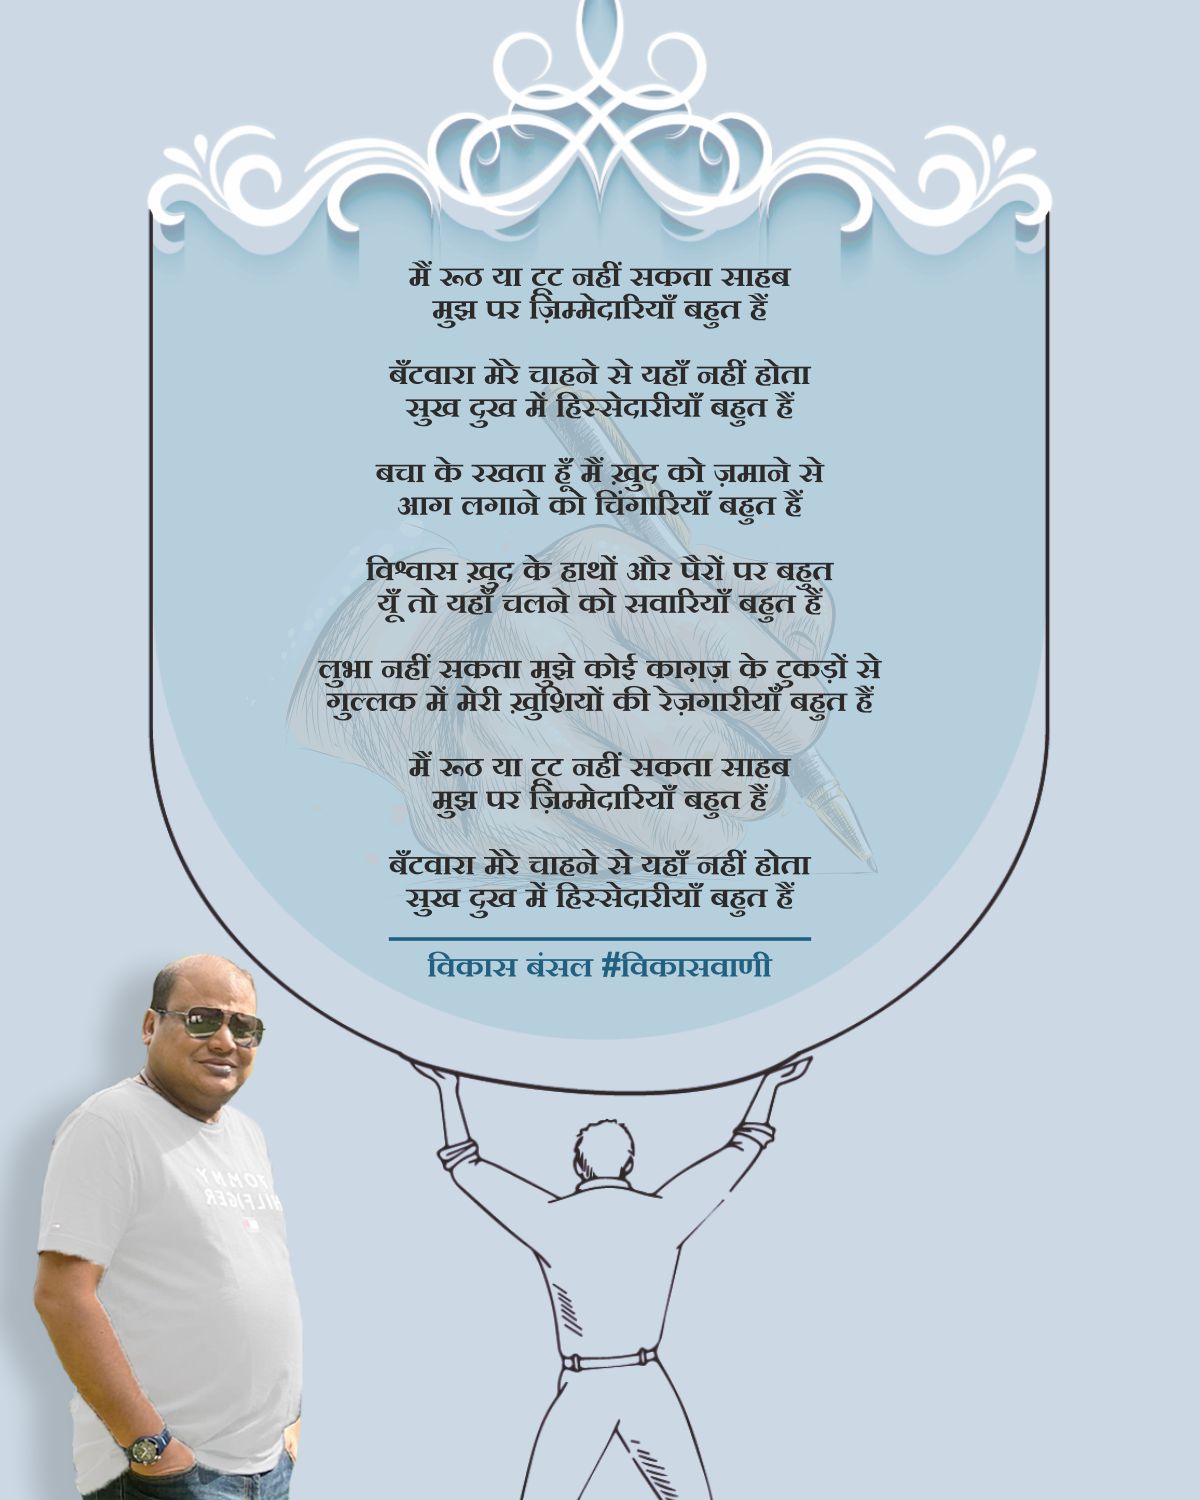 मैं रूठ या टूट नहीं सकता साहब
मुझ पर ज़िम्मेदारियाँ बहुत हैं
बँटवारा मेरे चाहने से यहाँ नहीं होता
सुख दुख में हिस्सेदारीयाँ बहुत हैं
बचा के रखता हूँ मैं ख़ुद को ज़माने से
आग लगाने को चिंगारियाँ बहुत हैं
विश्वास ख़ुद के हाथों और पैरों पर बहुत
यूँ तो यहाँ चलने को सवारियाँ बहुत हैं
लुभा नहीं सकता मुझे कोई काग़ज़ के टुकड़ों से
गुल्लक में मेरी ख़ुशियों की रेज़गारीयाँ बहुत हैं
मैं रूठ या टूट नहीं सकता साहब
मुझ पर ज़िम्मेदारियाँ बहुत हैं
बँटवारा मेरे चाहने से यहाँ नहीं होता
सुख दुख में हिस्सेदारीयाँ बहुत हैं
विकास बंसल #विकासवाणी
TOMMY
HILFIGER